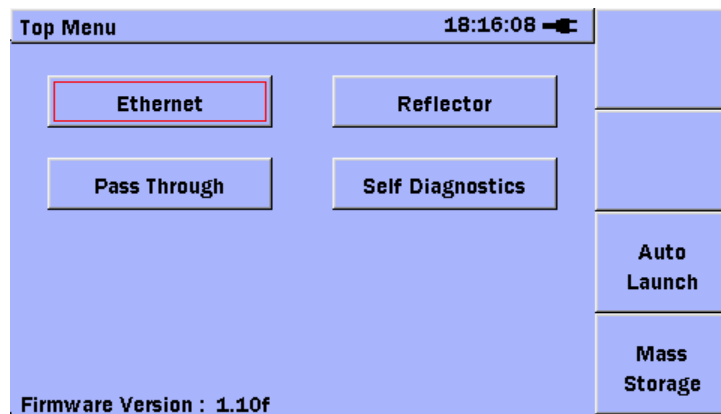 Top Menu 18:16:08
Ethernet Reflector
Pass Through Self Diagnostics
Auto
Launch
Mass
Storage
Firmware Version : 1.10f